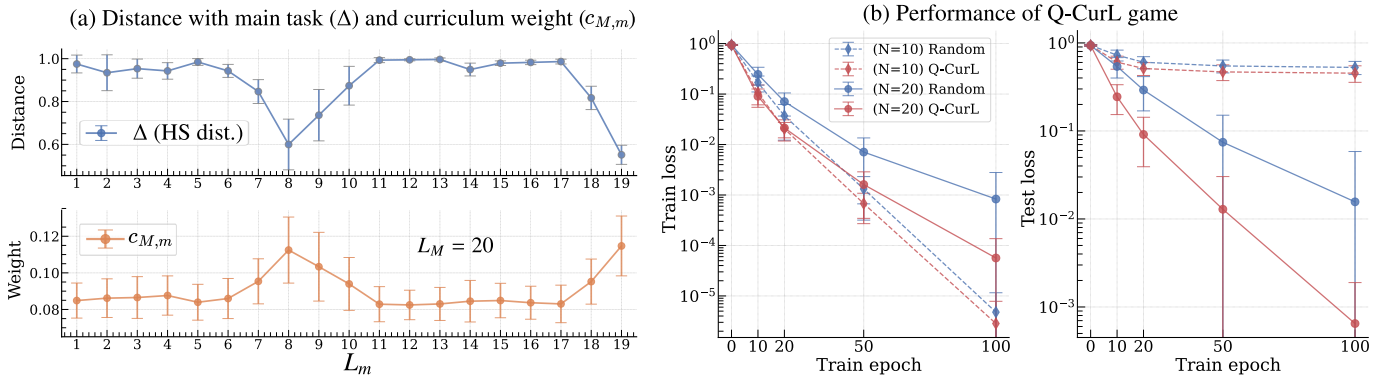 (a) Distance with main task (Δ) and curriculum weight (c_{M,m})
Distance
1.0
0.8
0.6
Δ (HS dist.)
1 2 3 4 5 6 7 8 9 10 11 12 13 14 15 16 17 18 19
Weight
0.12
0.10
0.08
c_{M,m}
L_M = 20
1 2 3 4 5 6 7 8 9 10 11 12 13 14 15 16 17 18 19
L_m
(b) Performance of Q-CurL game
Train loss
10^0
10^{-1}
10^{-2}
10^{-3}
10^{-4}
10^{-5}
(N=10) Random
(N=10) Q-CurL
(N=20) Random
(N=20) Q-CurL
0 10 20 50 100
Train epoch
Test loss
10^0
10^{-1}
10^{-2}
10^{-3}
0 10 20 50 100
Train epoch